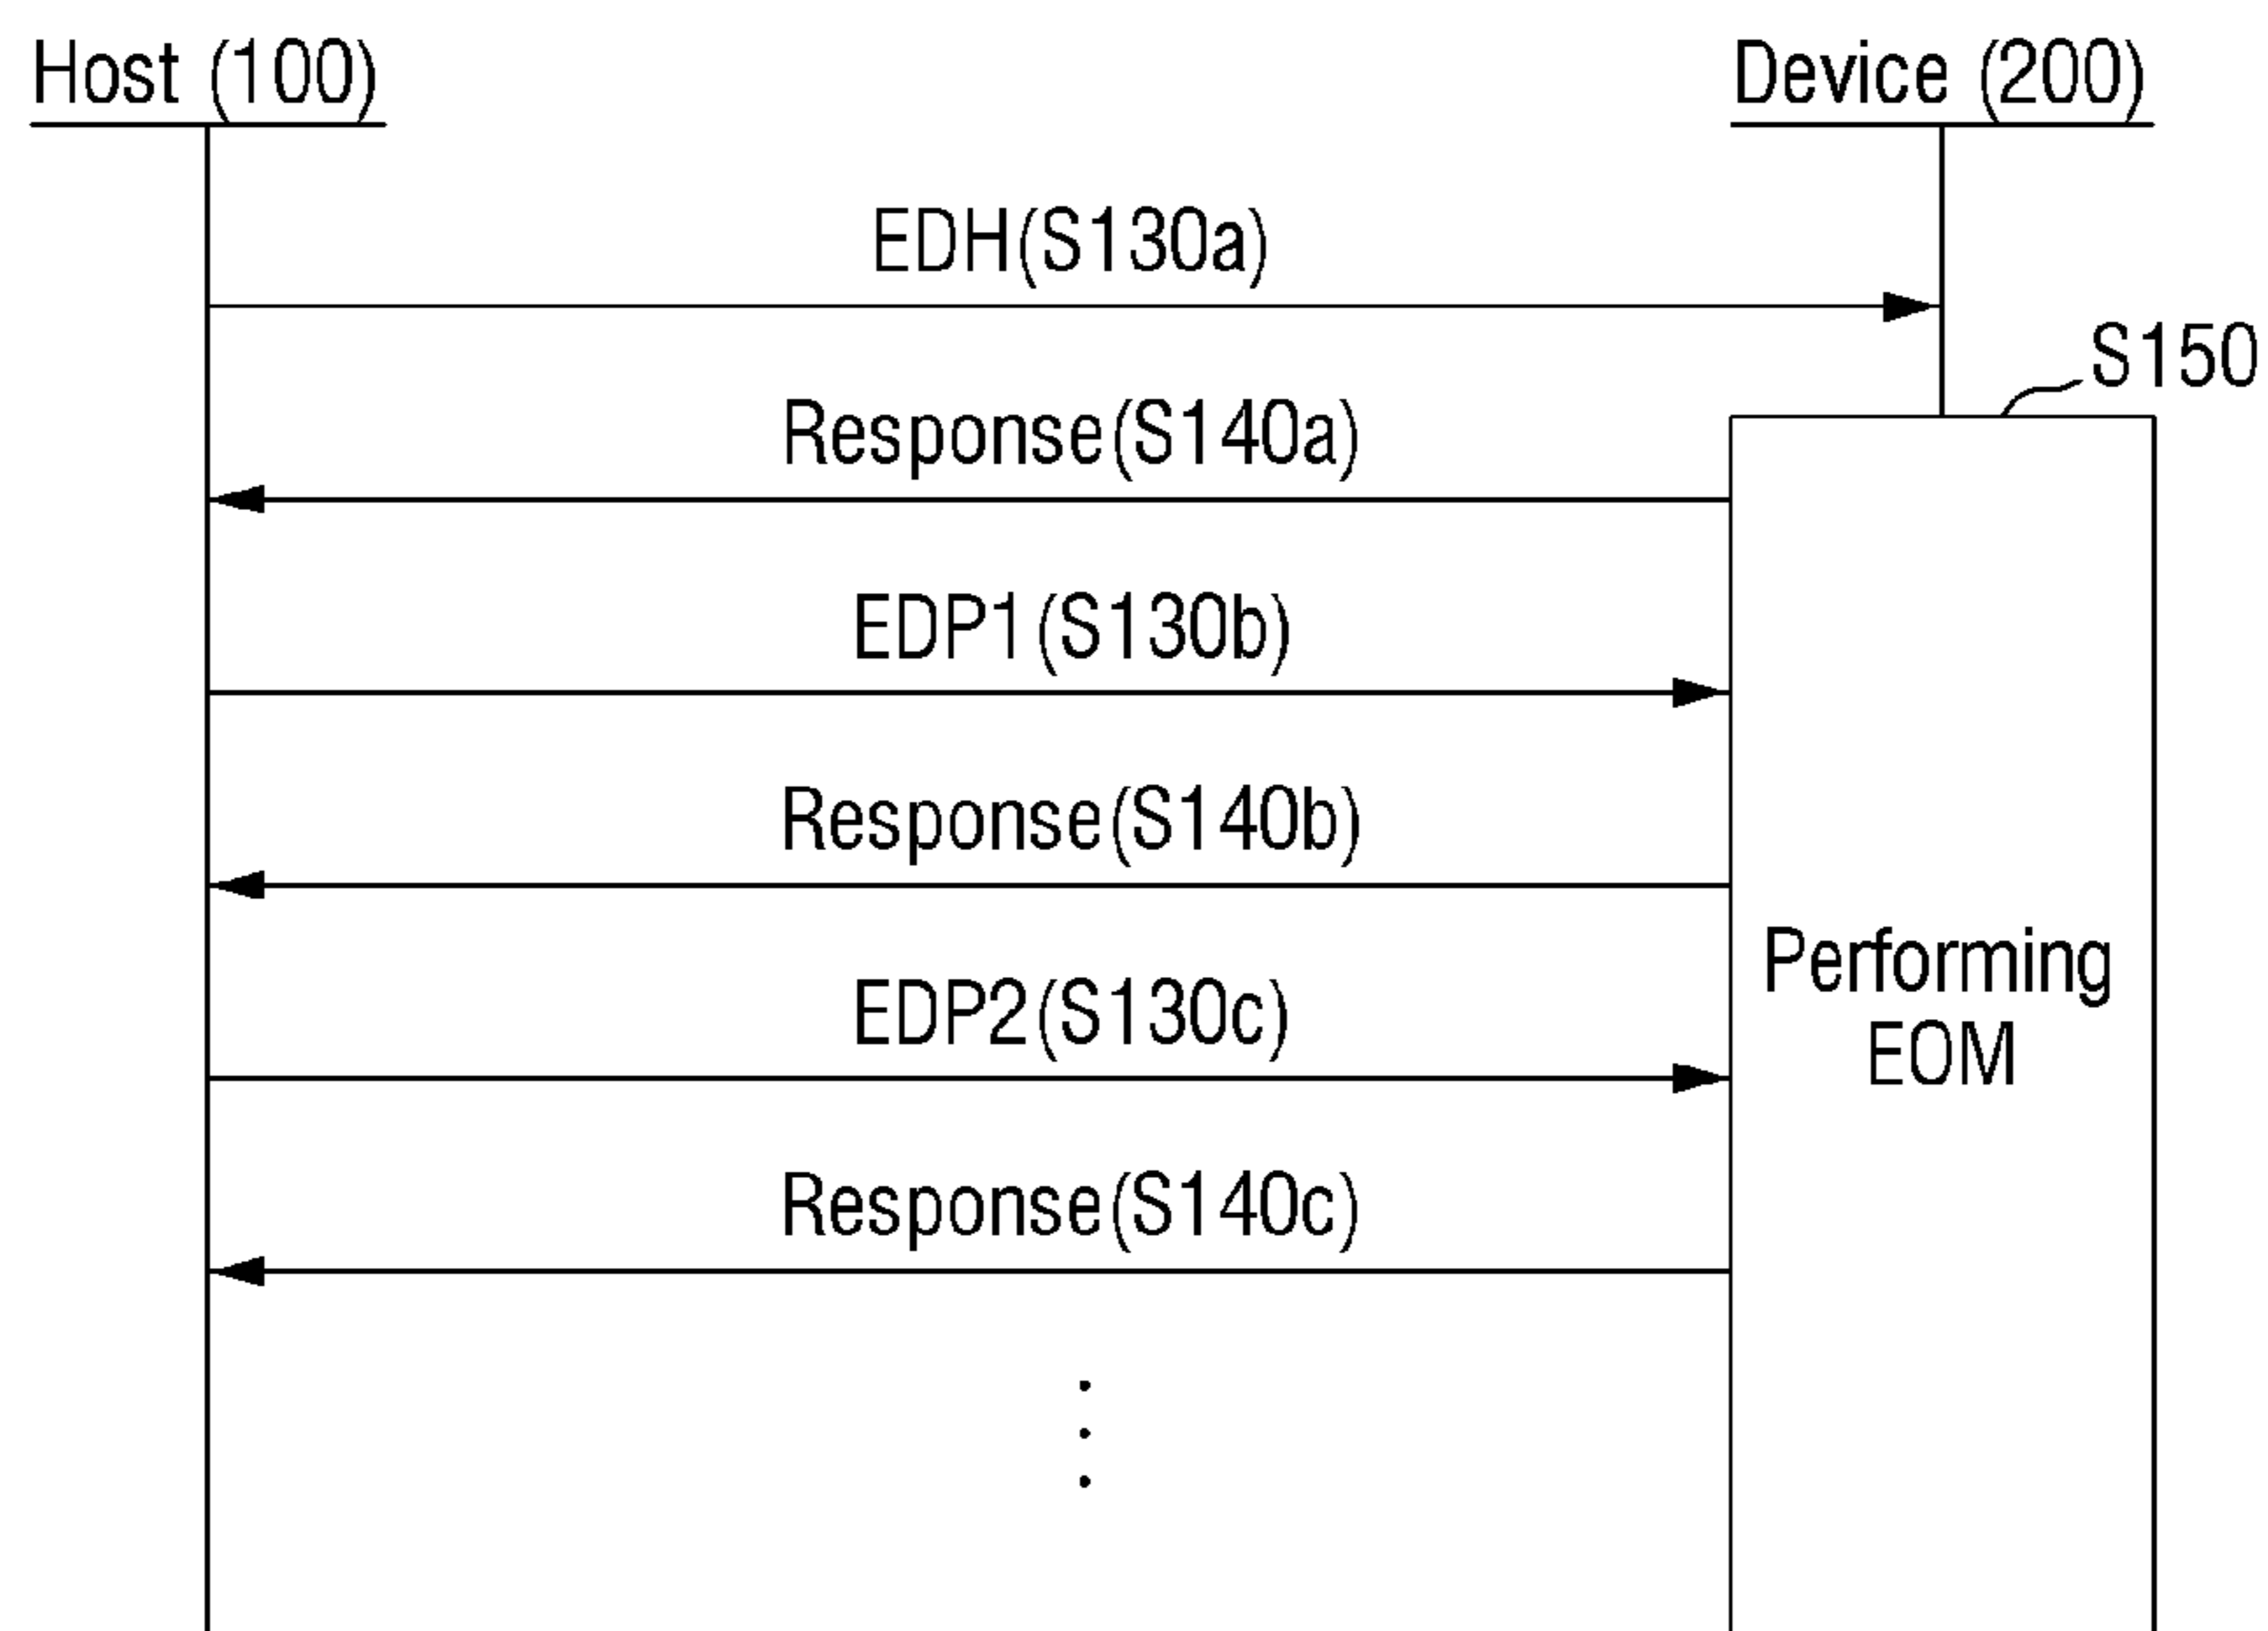 Host (100)
Device (200)
EDH(S130a)
S150
Response(S140a)
EDP1(S130b)
Response(S140b)
Performing
EOM
EDP2(S130c)
Response(S140c)